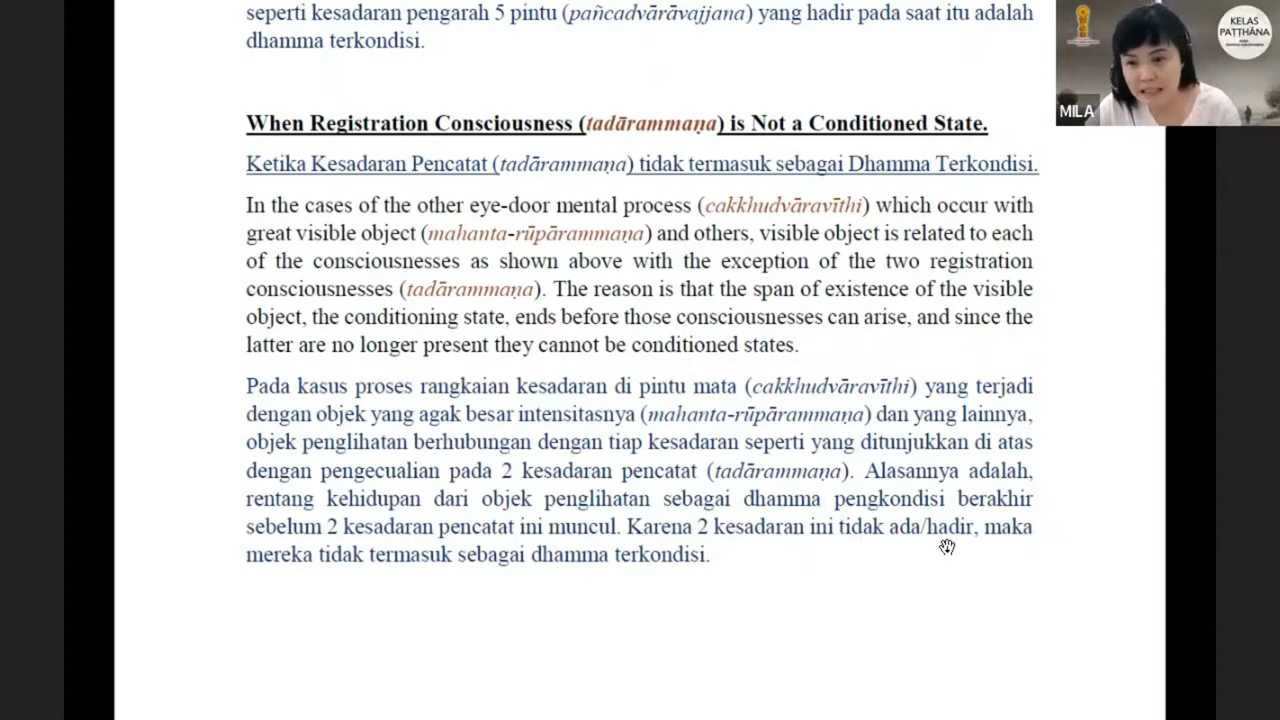 seperti kesadaran pengarah 5 pintu (pañcadvārāvajjana) yang hadir pada saat itu adalah
dhamma terkondisi.
When Registration Consciousness (tadārammaṇa) is Not a Conditioned State.
Ketika Kesadaran Pencatat (tadārammaṇa) tidak termasuk sebagai Dhamma Terkondisi.
In the cases of the other eye-door mental process (cakkhudvāravīthi) which occur with
great visible object (mahanta-rūpārammaṇa) and others, visible object is related to each
of the consciousnesses as shown above with the exception of the two registration
consciousnesses (tadārammaṇa). The reason is that the span of existence of the visible
object, the conditioning state, ends before those consciousnesses can arise, and since the
latter are no longer present they cannot be conditioned states.
Pada kasus proses rangkaian kesadaran di pintu mata (cakkhudvāravīthi) yang terjadi
dengan objek yang agak besar intensitasnya (mahanta-rūpārammaṇa) dan yang lainnya,
objek penglihatan berhubungan dengan tiap kesadaran seperti yang ditunjukkan di atas
dengan pengecualian pada 2 kesadaran pencatat (tadārammaṇa). Alasannya adalah,
rentang kehidupan dari objek penglihatan sebagai dhamma pengkondisi berakhir
sebelum 2 kesadaran pencatat ini muncul. Karena 2 kesadaran ini tidak ada/hadir, maka
mereka tidak termasuk sebagai dhamma terkondisi.
MILA
KELAS
PAṬṬHĀNA